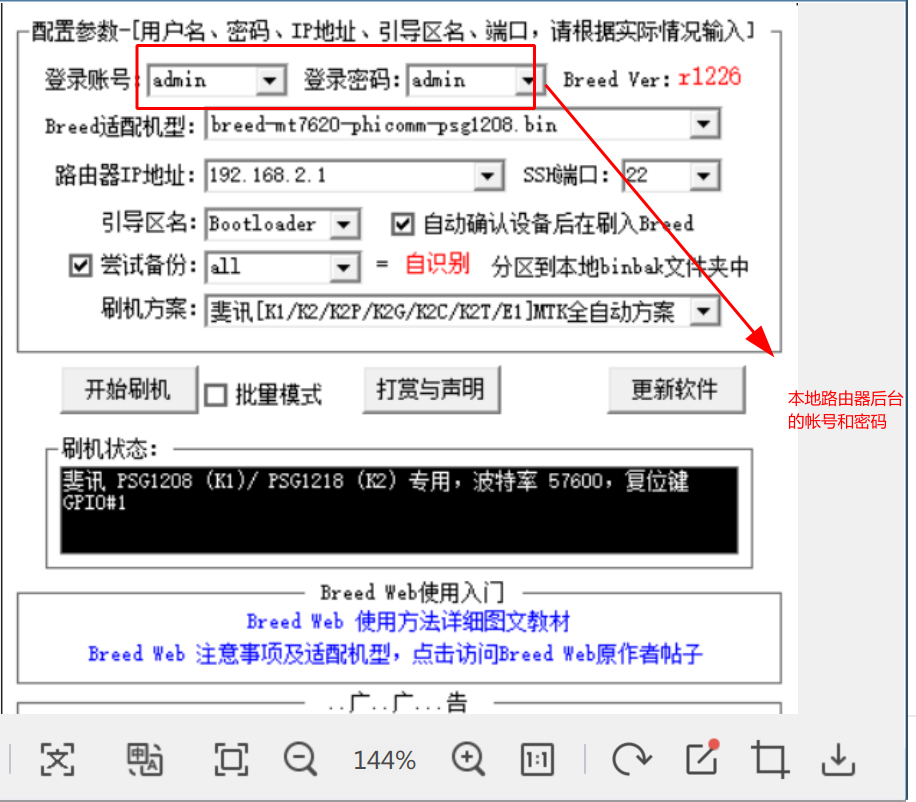 配置参数-[用户名、密码、IP地址、引导区名、端口，请根据实际情况输入]
登录账号: admin 登录密码: admin Breed Ver: r1226
Breed适配机型: breed-mt7620-phicomm-psg1208.bin
路由器IP地址: 192.168.2.1 SSH端口: 22
引导区名: Bootloader 自动确认设备后在刷入Breed
尝试备份: all = 自识别 分区到本地binbak文件夹中
刷机方案: 斐讯[K1/K2/K2P/K2G/K2C/K2T/E1]MTK全自动方案
开始刷机 批量模式 打赏与声明 更新软件
本地路由器后台
的帐号和密码
刷机状态:
斐讯 PSG1208 (K1)/ PSG1218 (K2) 专用，波特率 57600，复位键
GPIO#1
Breed Web使用入门
Breed Web 使用方法详细图文教材
Breed Web 注意事项及适配机型，点击访问Breed Web原作者帖子
..广..广...告
144% 1:1